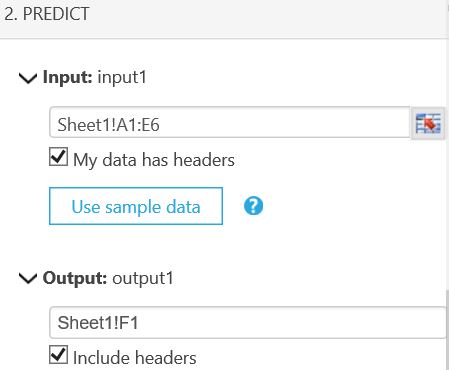 2. PREDICT
Input: input1
Sheet1!A1:E6
My data has headers
Use sample data
?
Output: output1
Sheet1!F1
Include headers